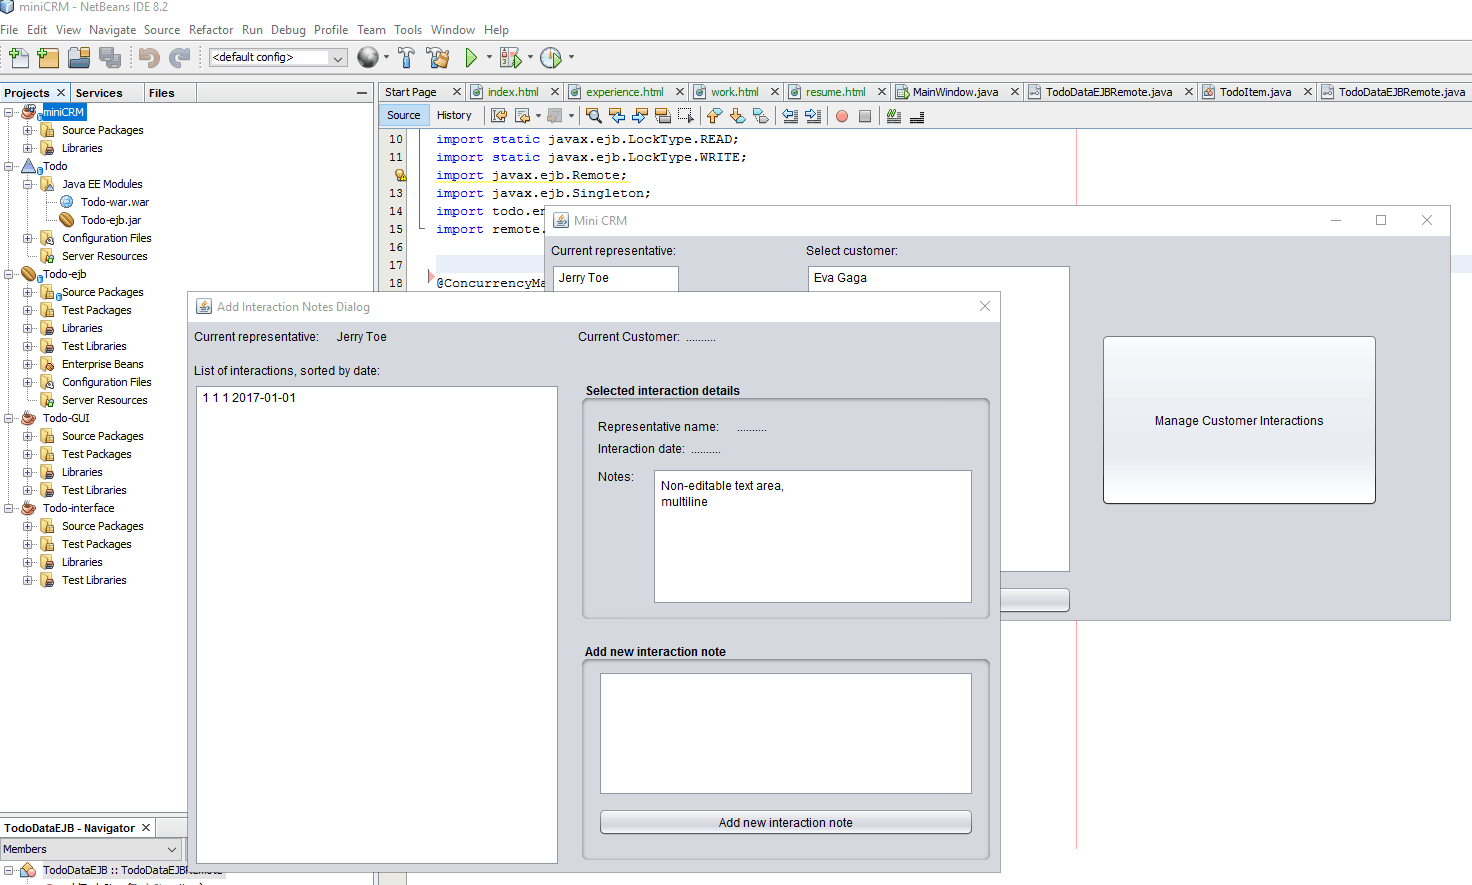 miniCRM - NetBeans IDE 8.2
File Edit View Navigate Source Refactor Run Debug Profile Team Tools Window Help
<default config>
Projects Services Files
miniCRM
Source Packages
Libraries
Todo
Java EE Modules
Todo-war.war
Todo-ejb.jar
Configuration Files
Server Resources
Todo-ejb
Source Packages
Test Packages
Libraries
Test Libraries
Enterprise Beans
Configuration Files
Server Resources
Todo-GUI
Source Packages
Test Packages
Libraries
Test Libraries
Todo-interface
Source Packages
Test Packages
Libraries
Test Libraries
TodoDataEJB - Navigator
Members
TodoDataEJB :: TodoDataEJBRemote
Start Page index.html experience.html work.html resume.html MainWindow.java TodoDataEJBRemote.java TodoItem.java TodoDataEJBRemote.java
Source History
10 import static javax.ejb.LockType.READ;
11 import static javax.ejb.LockType.WRITE;
import javax.ejb.Remote;
13 import javax.ejb.Singleton;
14 import todo.en
15 import remote.
16
17
18 @ConcurrencyMa
Mini CRM
Current representative: Select customer:
Jerry Toe Eva Gaga
Manage Customer Interactions
Add Interaction Notes Dialog
Current representative: Jerry Toe Current Customer: ..........
List of interactions, sorted by date:
1 1 1 2017-01-01
Selected interaction details
Representative name: ..........
Interaction date: ..........
Notes: Non-editable text area,
multiline
Add new interaction note
Add new interaction note